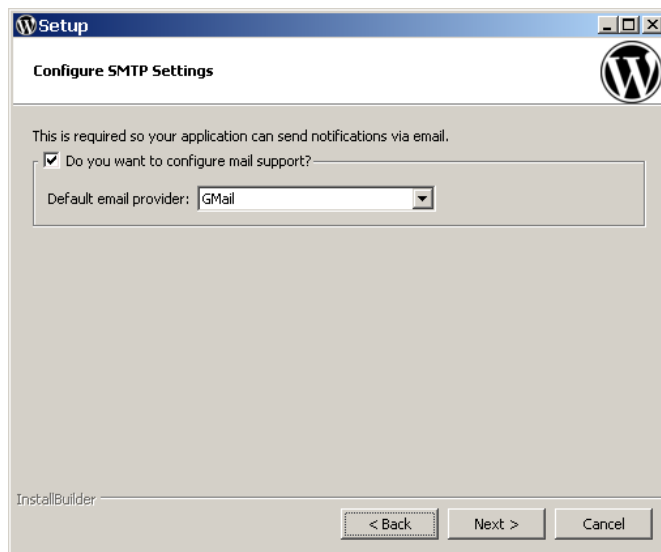 Setup
Configure SMTP Settings
This is required so your application can send notifications via email.
Do you want to configure mail support?
Default email provider: GMail
InstallBuilder
< Back Next > Cancel